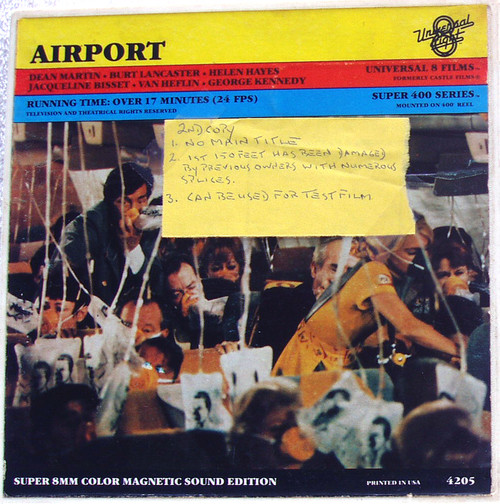 Universal
Eight
8
AIRPORT
DEAN MARTIN • BURT LANCASTER • HELEN HAYES
JACQUELINE BISSET • VAN HEFLIN • GEORGE KENNEDY
UNIVERSAL 8 FILMS™
FORMERLY CASTLE FILMS®
RUNNING TIME: OVER 17 MINUTES (24 FPS)
TELEVISION AND THEATRICAL RIGHTS RESERVED
SUPER 400 SERIES™
MOUNTED ON 400' REEL
2ND COPY
1. NO MAIN TITLE
2. 1ST 150 FEET HAS BEEN DAMAGED
BY PREVIOUS OWNERS WITH NUMEROUS
SPLICES.
3. CAN BE USED FOR TEST FILM
SUPER 8MM COLOR MAGNETIC SOUND EDITION
PRINTED IN USA
4205